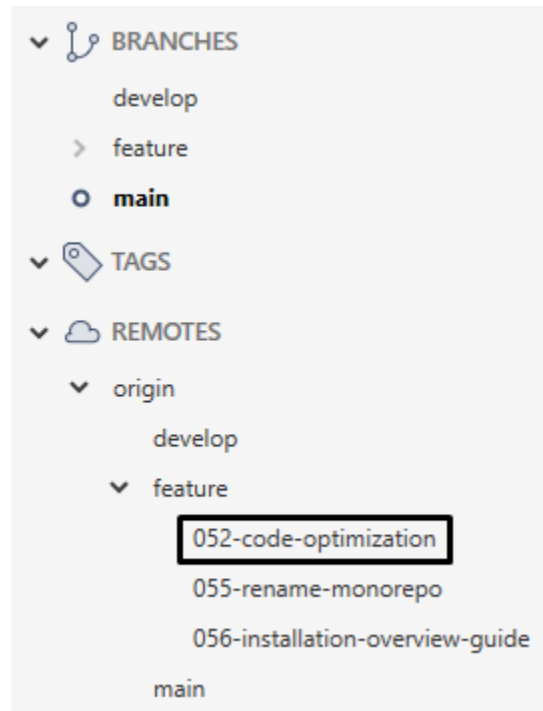 BRANCHES
develop
feature
main
TAGS
REMOTES
origin
develop
feature
052-code-optimization
055-rename-monorepo
056-installation-overview-guide
main